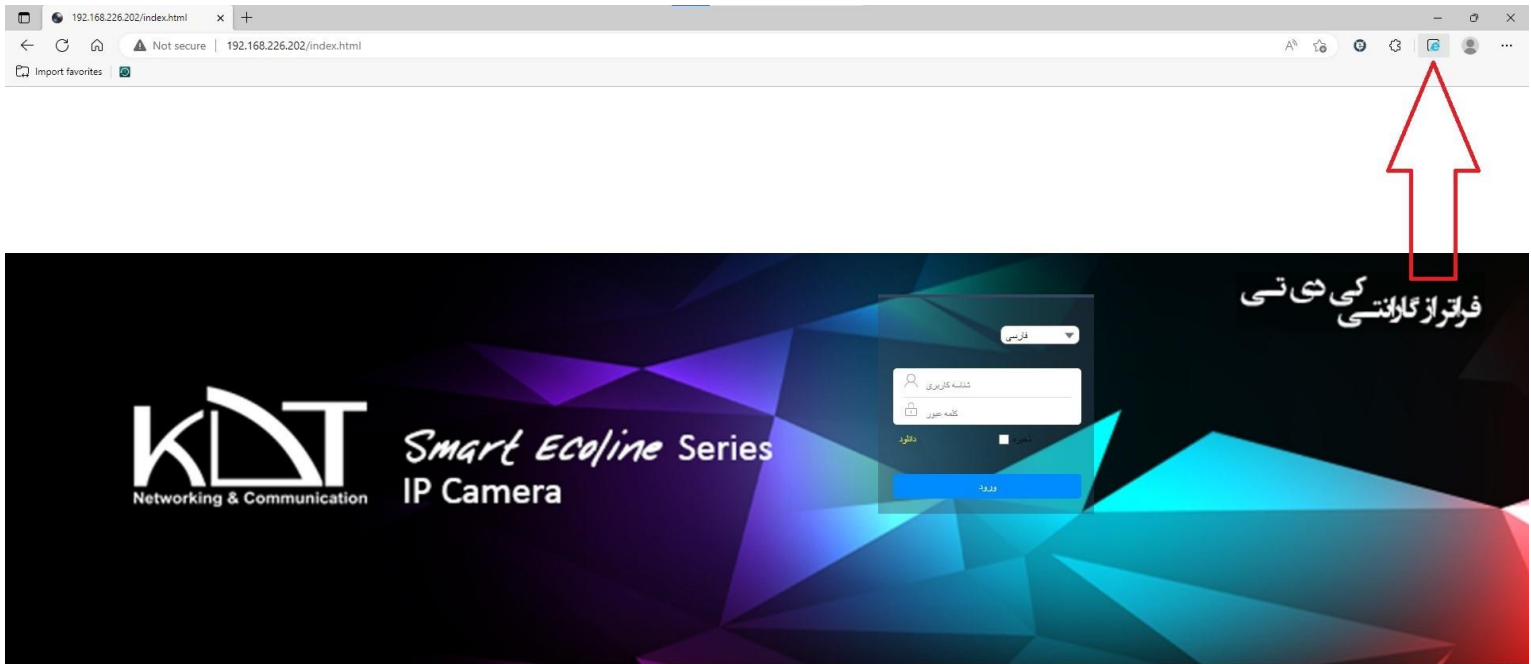 192.168.226.202/index.html
Not secure | 192.168.226.202/index.html
Import favorites
کی دی تی
فراتر از گارانتی
فارسی
شناسه کاربری
کلمه عبور
دانلود
ذخیره
ورود
KDT
Networking & Communication
Smart Ecoline Series
IP Camera